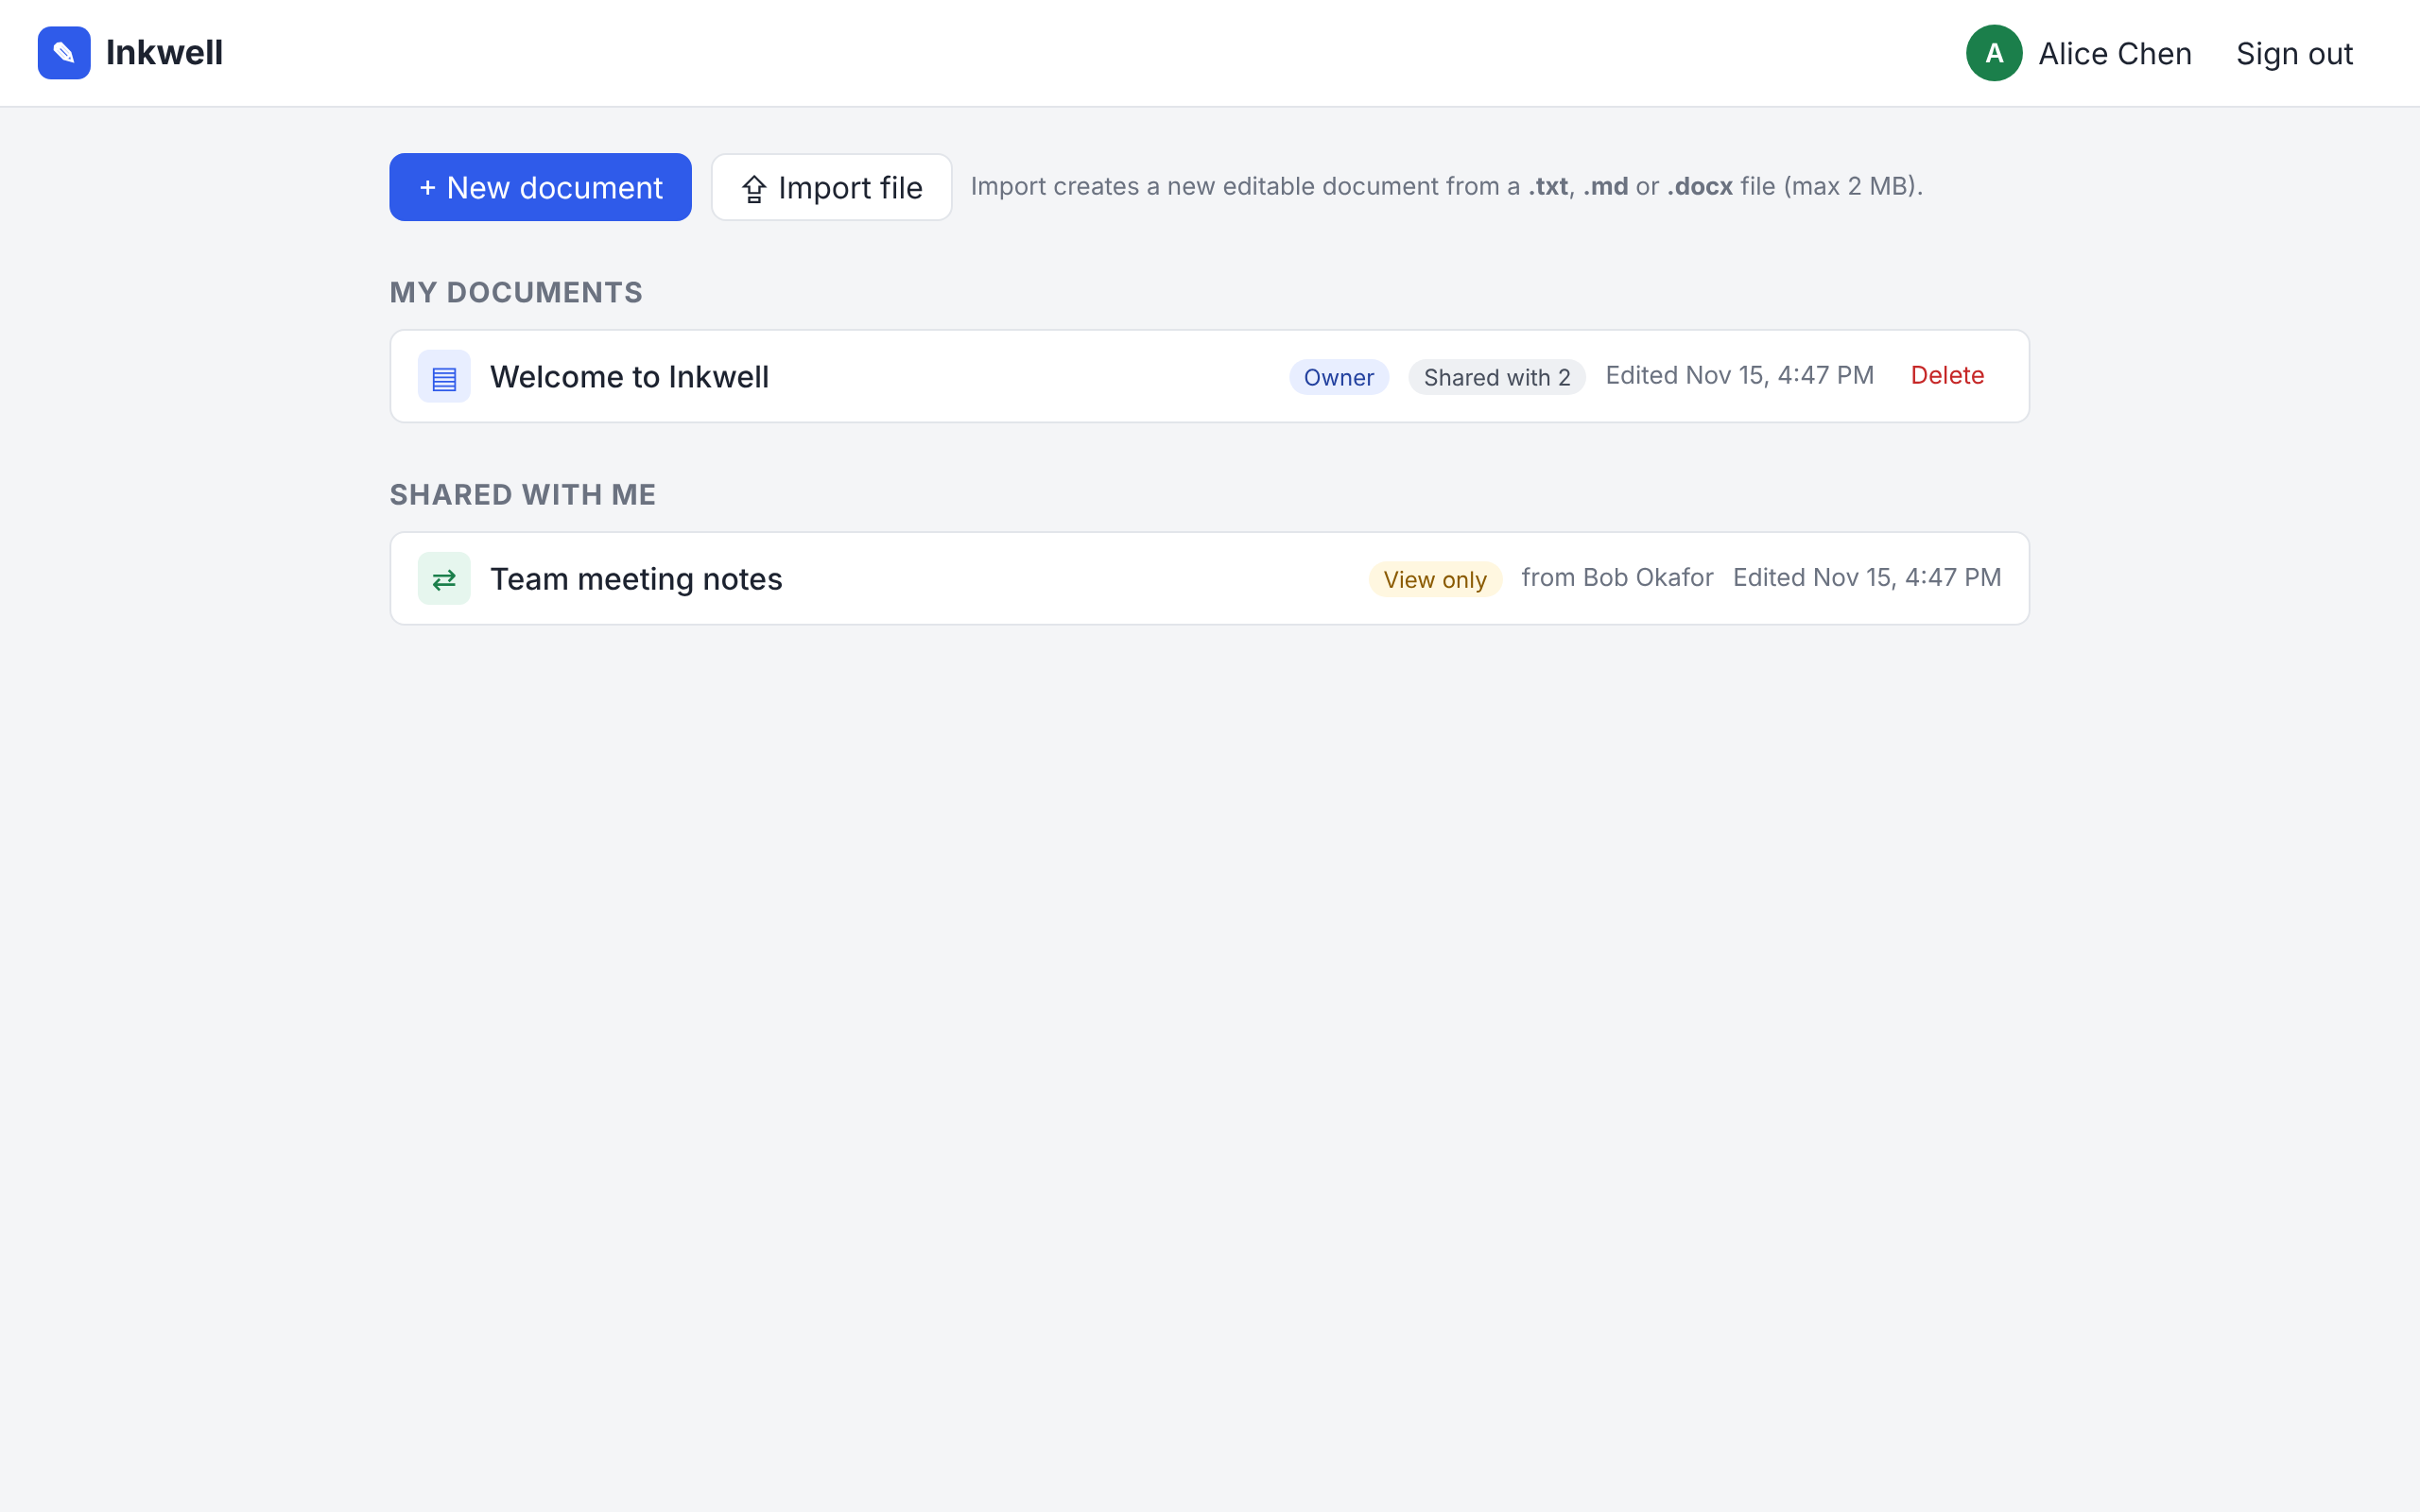 Inkwell
A Alice Chen Sign out
+ New document
Import file
Import creates a new editable document from a .txt, .md or .docx file (max 2 MB).
MY DOCUMENTS
Welcome to Inkwell Owner Shared with 2 Edited Nov 15, 4:47 PM Delete
SHARED WITH ME
Team meeting notes View only from Bob Okafor Edited Nov 15, 4:47 PM